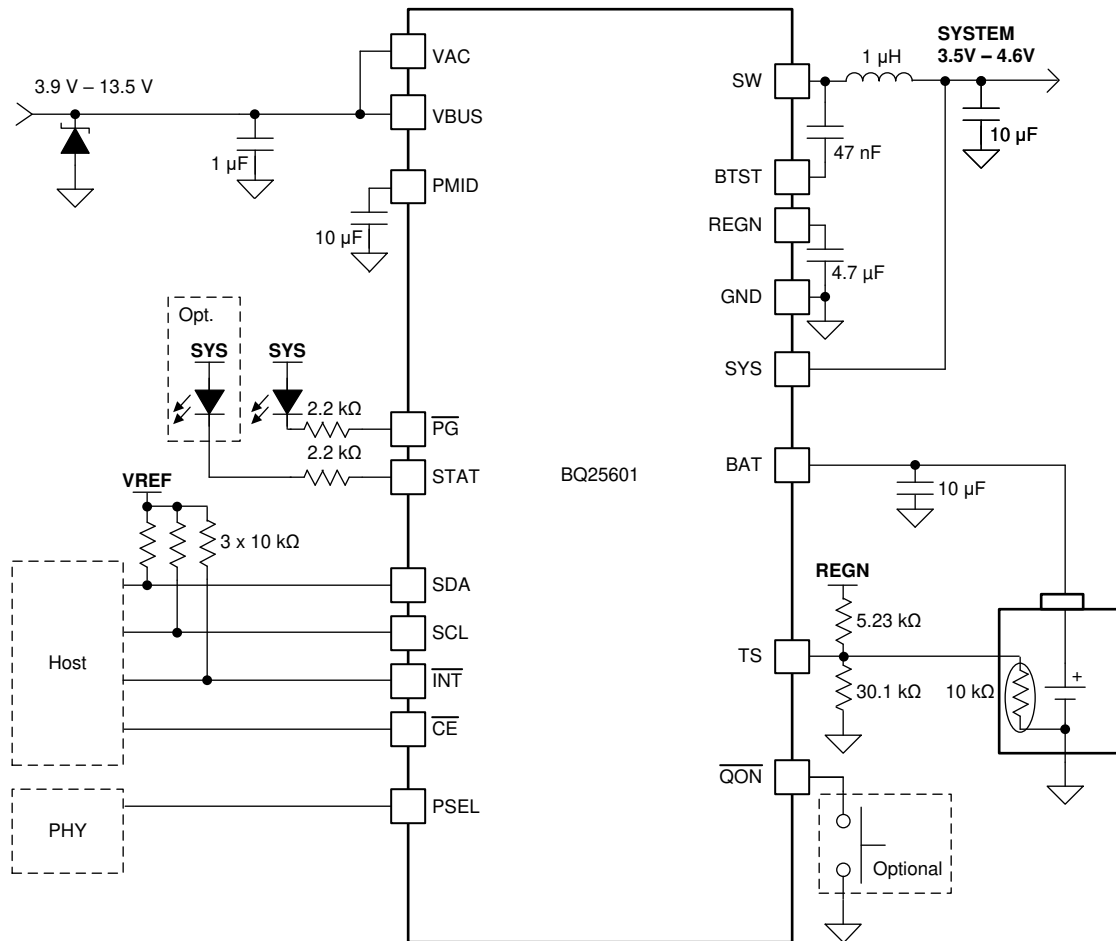 VAC
SYSTEM
3.5V – 4.6V
1 µH
SW
3.9 V – 13.5 V
VBUS
1 µF
10 µF
47 nF
BTST
PMID
10 µF
REGN
4.7 µF
GND
Opt.
SYS
SYS
SYS
2.2 kΩ
PG
2.2 kΩ
STAT
BQ25601
BAT
10 µF
VREF
3 x 10 kΩ
SDA
REGN
5.23 kΩ
SCL
Host
TS
INT
30.1 kΩ
10 kΩ
+
CE
QON
PSEL
PHY
Optional